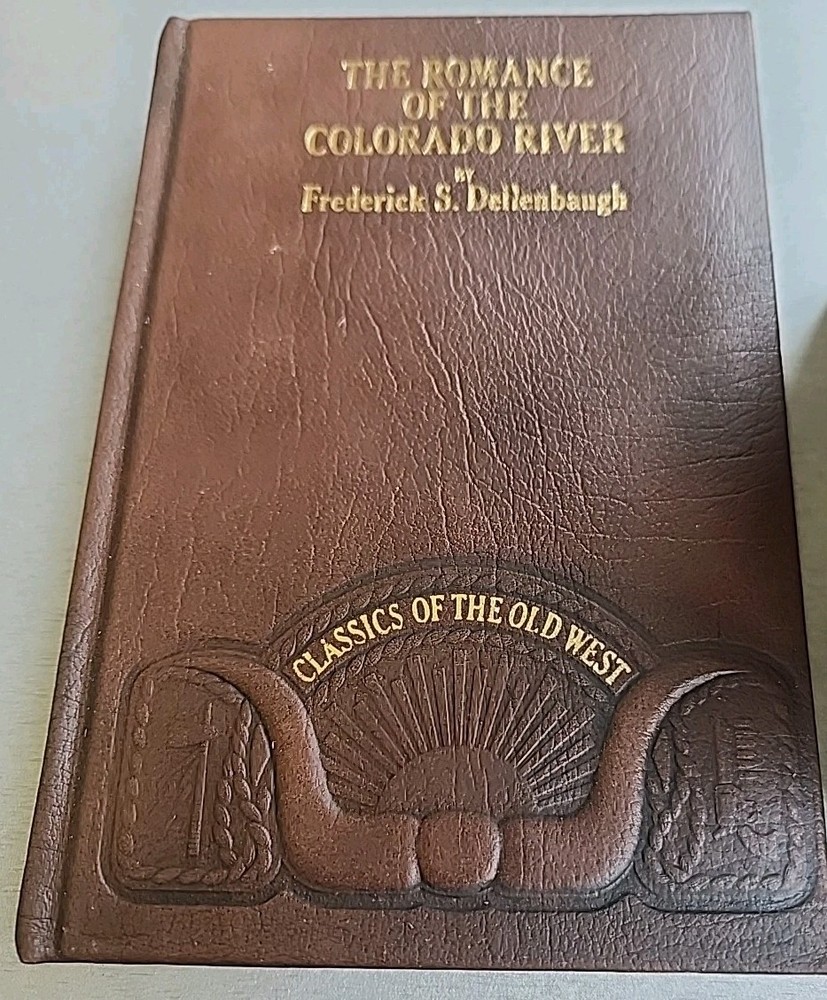 THE ROMANCE
OF THE
COLORADO RIVER
BY
Frederick S. Dellenbaugh
CLASSICS OF THE OLD WEST